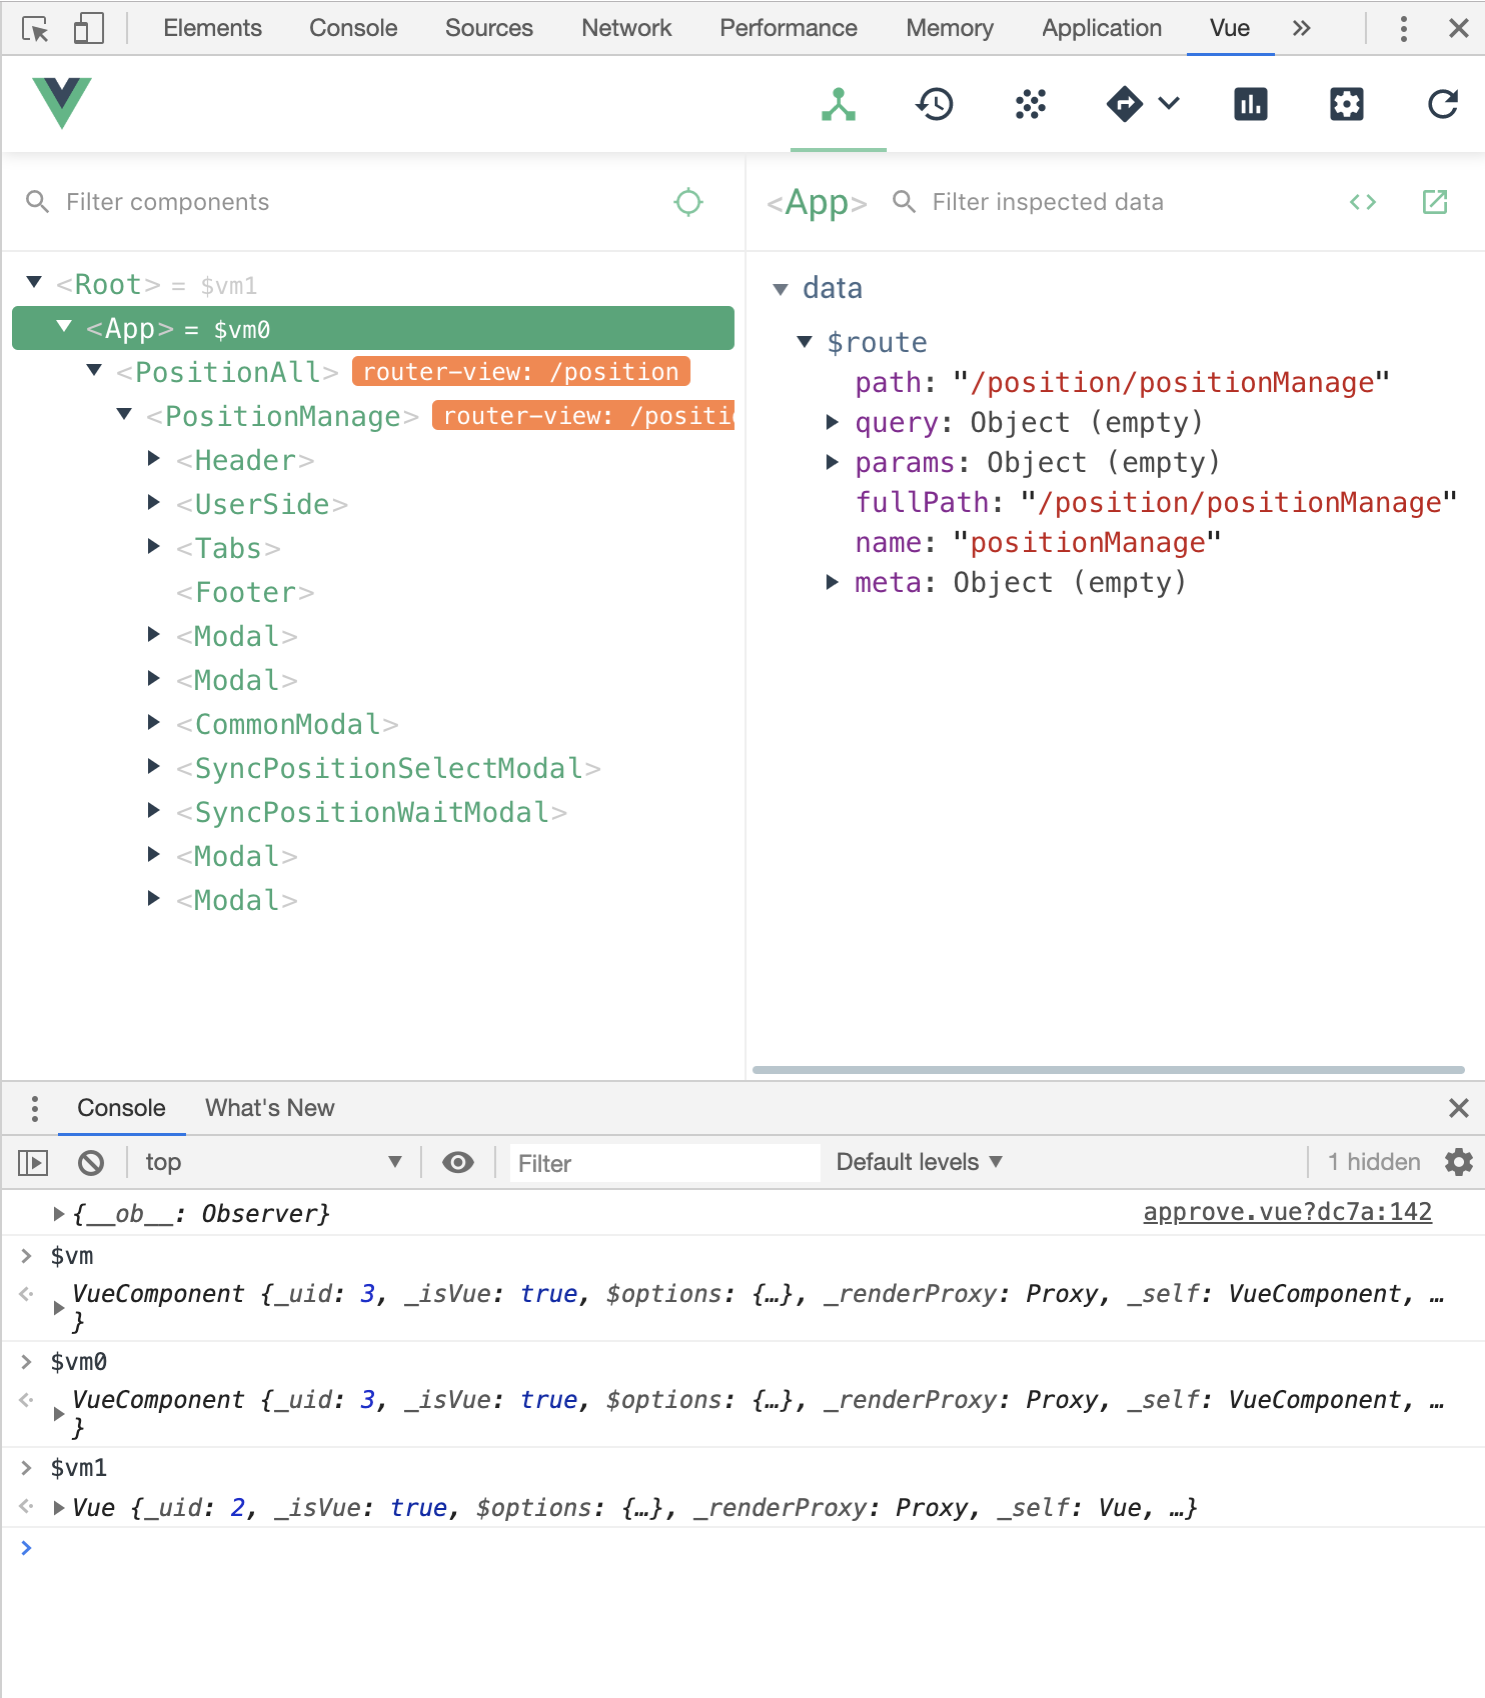 Elements Console Sources Network Performance Memory Application Vue »
Filter components
<App> Filter inspected data <>
<Root> = $vm1
<App> = $vm0
<PositionAll> router-view: /position
<PositionManage> router-view: /positi
<Header>
<UserSide>
<Tabs>
<Footer>
<Modal>
<Modal>
<CommonModal>
<SyncPositionSelectModal>
<SyncPositionWaitModal>
<Modal>
<Modal>
data
$route
path: "/position/positionManage"
query: Object (empty)
params: Object (empty)
fullPath: "/position/positionManage"
name: "positionManage"
meta: Object (empty)
Console What's New
top Filter Default levels 1 hidden
{__ob__: Observer} approve.vue?dc7a:142
> $vm
VueComponent {_uid: 3, _isVue: true, $options: {…}, _renderProxy: Proxy, _self: VueComponent, …
}
> $vm0
VueComponent {_uid: 3, _isVue: true, $options: {…}, _renderProxy: Proxy, _self: VueComponent, …
}
> $vm1
Vue {_uid: 2, _isVue: true, $options: {…}, _renderProxy: Proxy, _self: Vue, …}
>